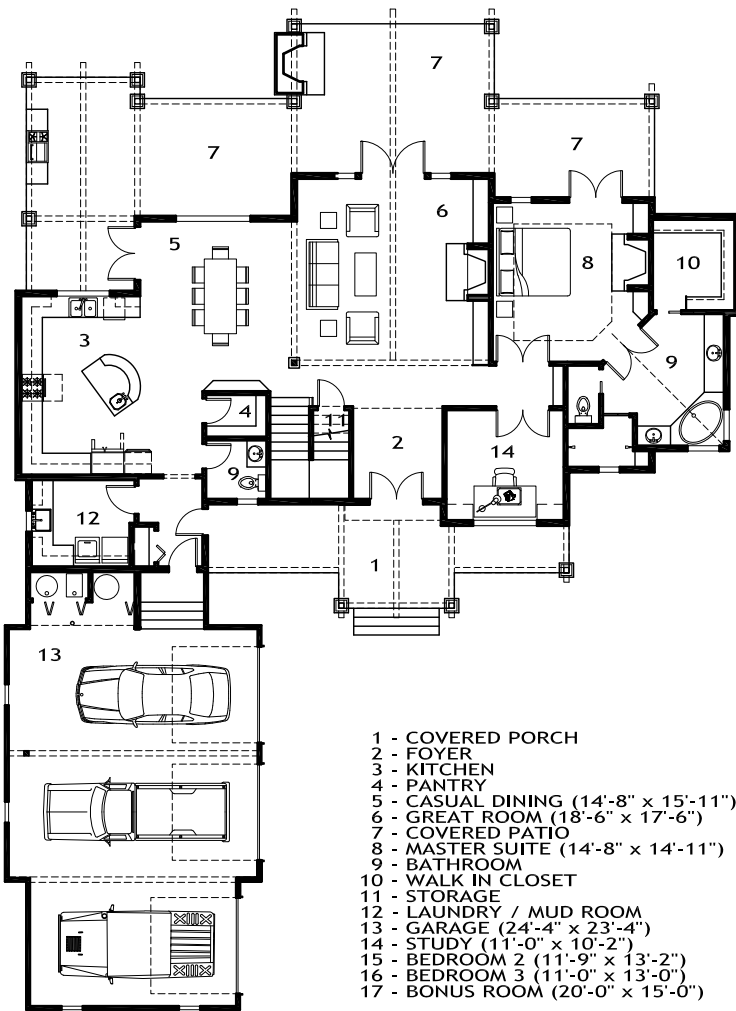 7
7
7
6
5
8
10
3
9
4
11
2
14
9
12
1
13
1 - COVERED PORCH
2 - FOYER
3 - KITCHEN
4 - PANTRY
5 - CASUAL DINING (14'-8" x 15'-11")
6 - GREAT ROOM (18'-6" x 17'-6")
7 - COVERED PATIO
8 - MASTER SUITE (14'-8" x 14'-11")
9 - BATHROOM
10 - WALK IN CLOSET
11 - STORAGE
12 - LAUNDRY / MUD ROOM
13 - GARAGE (24'-4" x 23'-4")
14 - STUDY (11'-0" x 10'-2")
15 - BEDROOM 2 (11'-9" x 13'-2")
16 - BEDROOM 3 (11'-0" x 13'-0")
17 - BONUS ROOM (20'-0" x 15'-0")